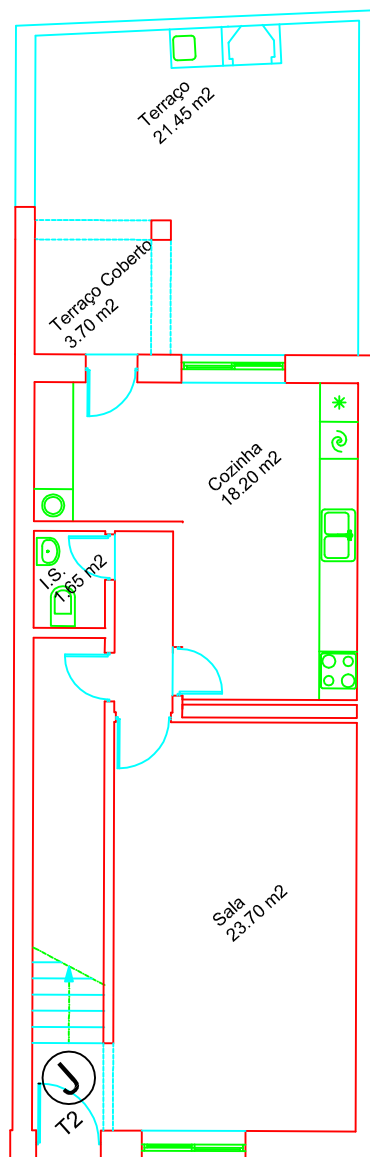 Terraço
21.45 m2
Terraço Coberto
3.70 m2
Cozinha
18.20 m2
I.S.
1.65 m2
Sala
23.70 m2
J
T2